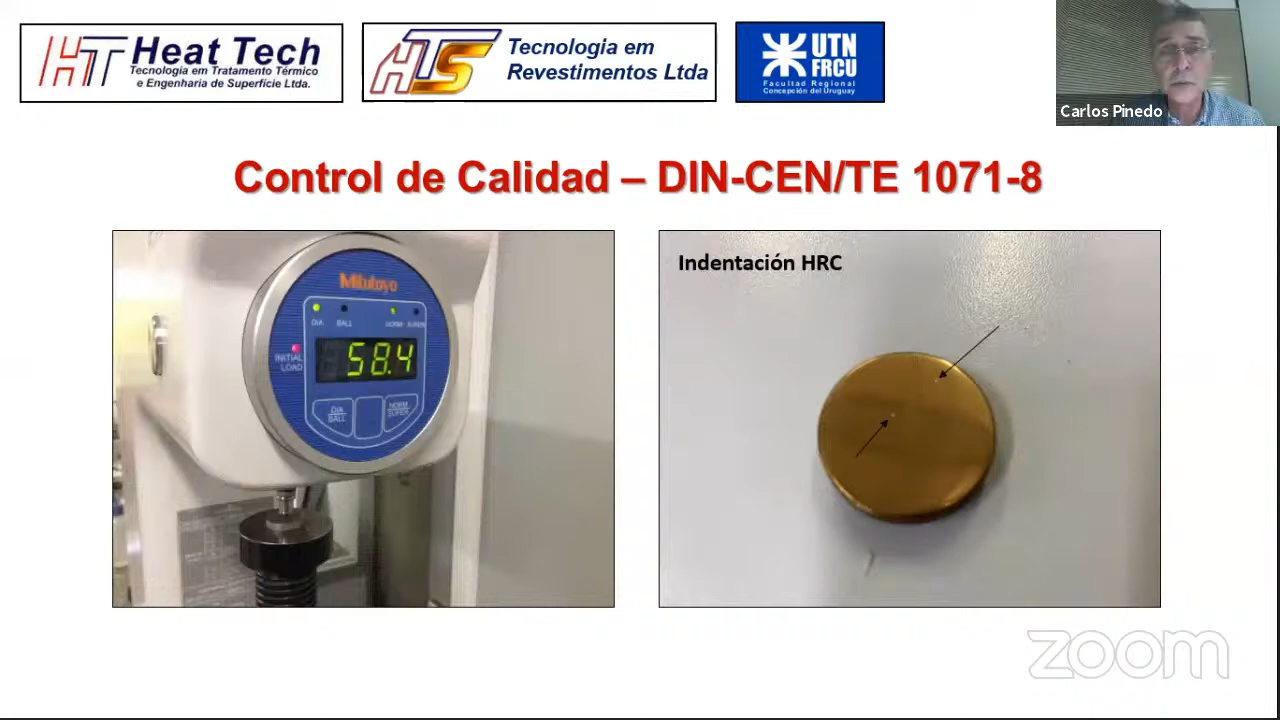 HT Heat Tech
Tecnologia em Tratamento Térmico
e Engenharia de Superfície Ltda.
HTS Tecnologia em
Revestimentos Ltda
UTN
FRCU
Facultad Regional
Concepción del Uruguay
Carlos Pinedo
Control de Calidad – DIN-CEN/TE 1071-8
Mitutoyo
DIA BALL NORM SUPER
INITIAL
LOAD
58.4
DIA
BALL
NORM
SUPER
Indentación HRC
zoom